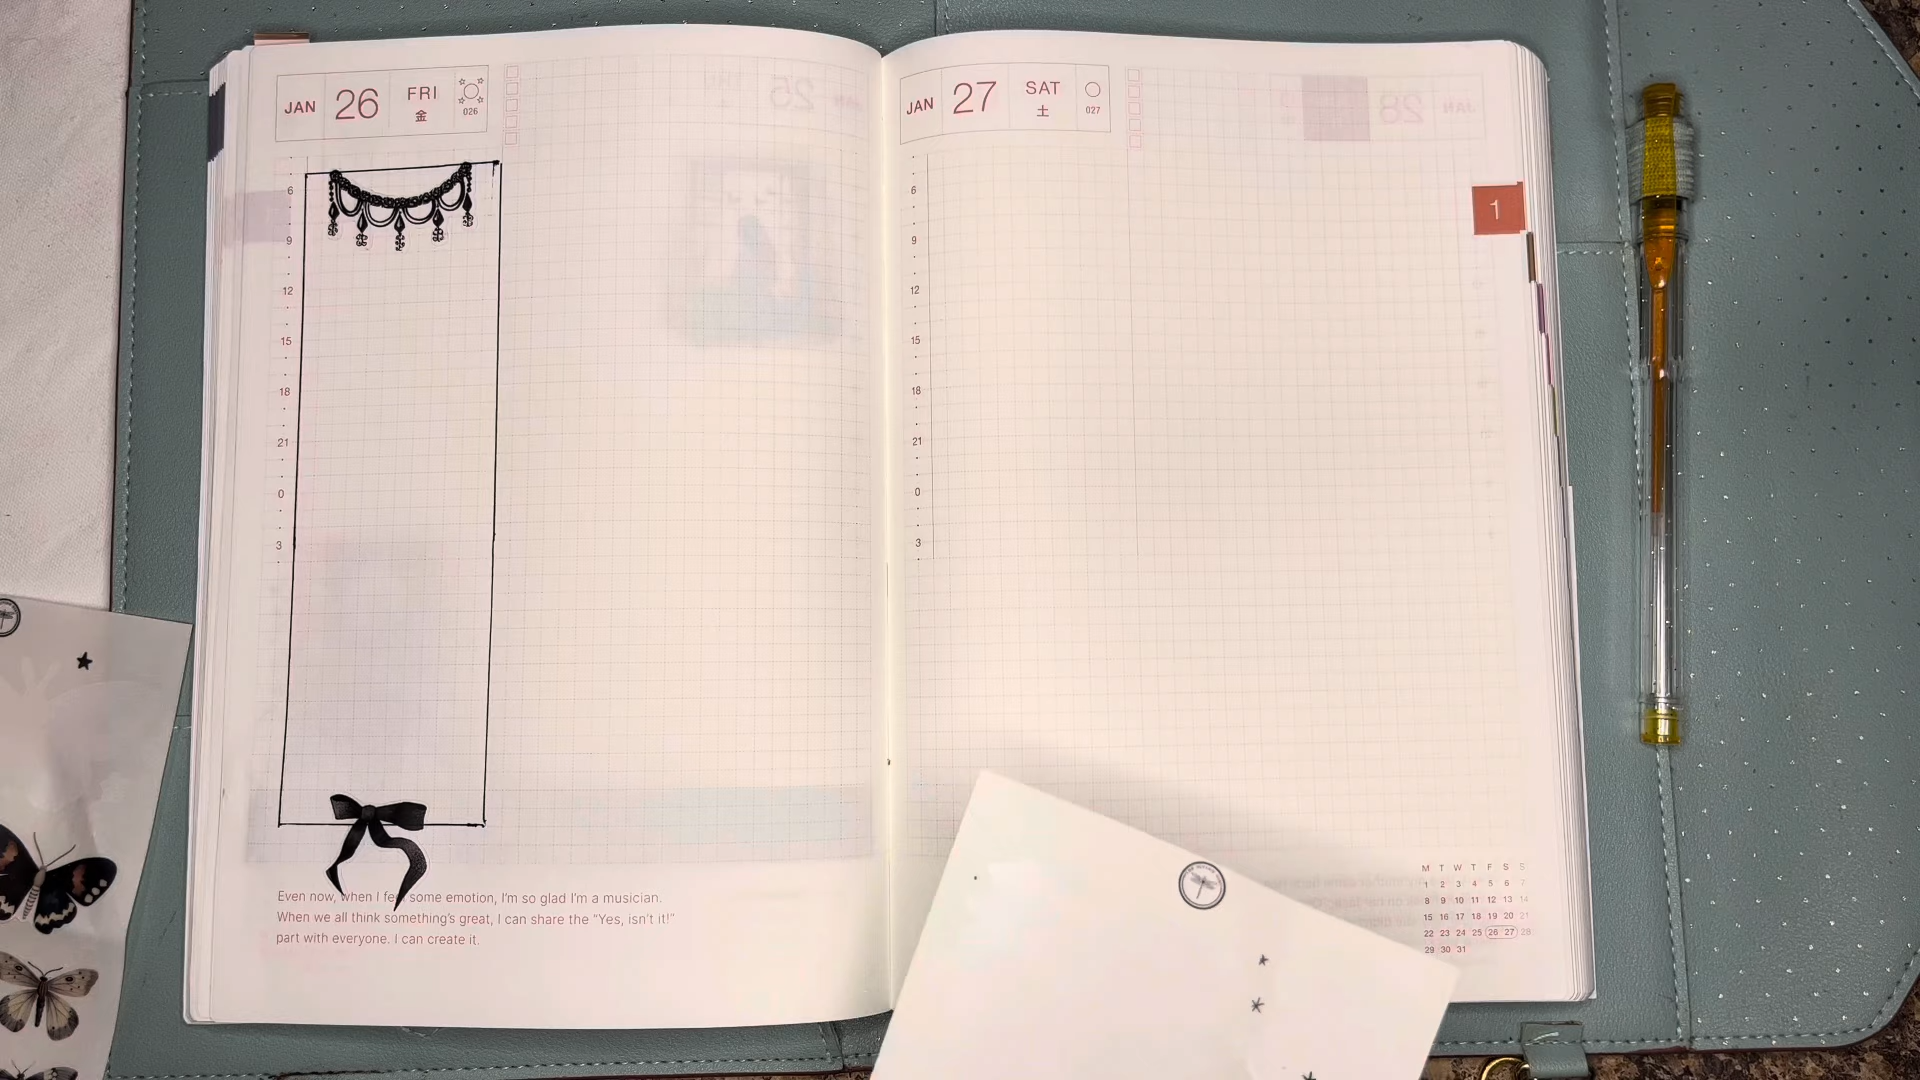 JAN 26 FRI 金 026
6
9
12
15
18
21
0
3
Even now, when I feel some emotion, I'm so glad I'm a musician.
When we all think something's great, I can share the "Yes, isn't it!"
part with everyone. I can create it.
JAN 27 SAT 土 027
6
9
12
15
18
21
0
3
1
M T W T F S S
1 2 3 4 5 6 7
8 9 10 11 12 13 14
15 16 17 18 19 20 21
22 23 24 25 26 27 28
29 30 31